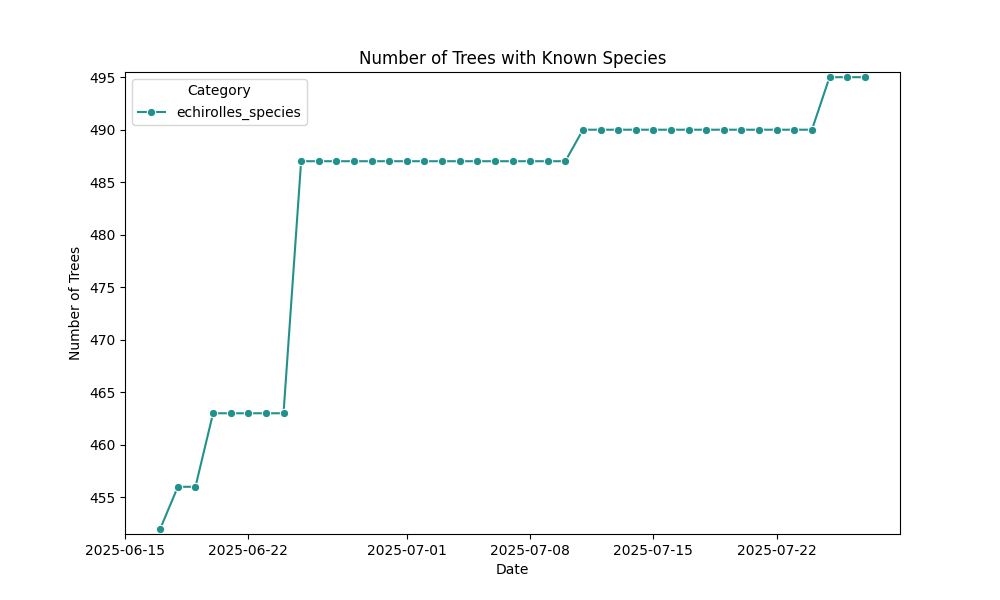 Number of Trees with Known Species
Category
echirolles_species
Number of Trees
495
490
485
480
475
470
465
460
455
2025-06-15 2025-06-22 2025-07-01 2025-07-08 2025-07-15 2025-07-22
Date